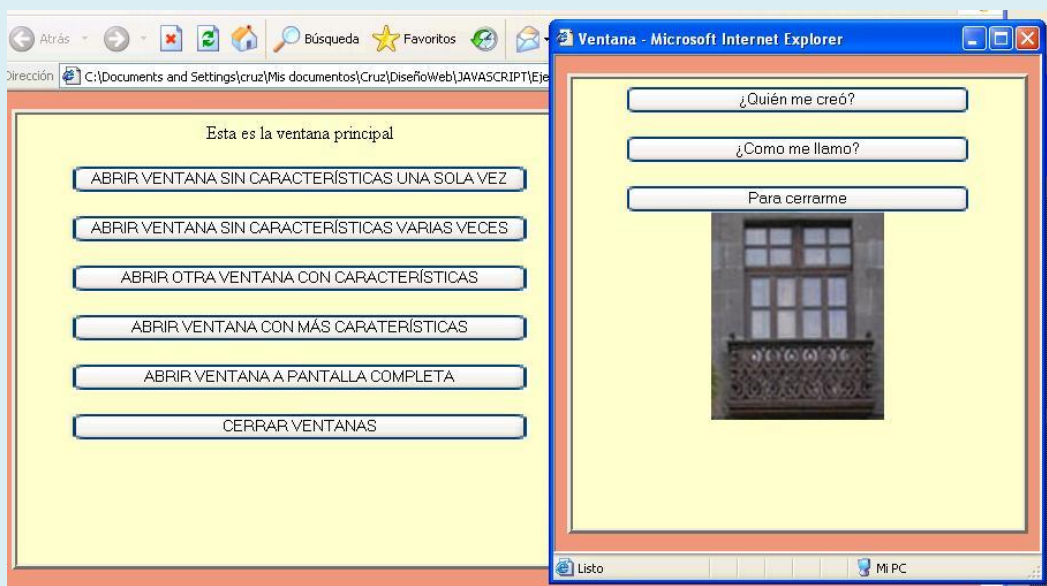 Atrás
Búsqueda
Favoritos
Dirección
C:\Documents and Settings\cruz\Mis documentos\Cruz\DiseñoWeb\JAVASCRIPT\Eje
Esta es la ventana principal
ABRIR VENTANA SIN CARACTERÍSTICAS UNA SOLA VEZ
ABRIR VENTANA SIN CARACTERÍSTICAS VARIAS VECES
ABRIR OTRA VENTANA CON CARACTERÍSTICAS
ABRIR VENTANA CON MÁS CARATERÍSTICAS
ABRIR VENTANA A PANTALLA COMPLETA
CERRAR VENTANAS
Ventana - Microsoft Internet Explorer
¿Quién me creó?
¿Como me llamo?
Para cerrarme
Listo
Mi PC